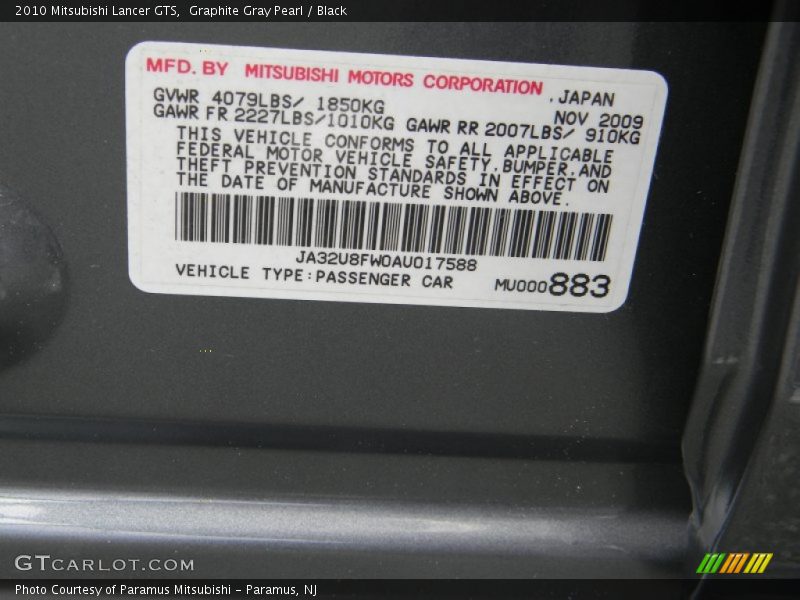 2010 Mitsubishi Lancer GTS,  Graphite Gray Pearl / Black
MFD. BY MITSUBISHI MOTORS CORPORATION , JAPAN
GVWR 4079LBS/ 1850KG NOV 2009
GAWR FR 2227LBS/1010KG GAWR RR 2007LBS/ 910KG
THIS VEHICLE CONFORMS TO ALL APPLICABLE
FEDERAL MOTOR VEHICLE SAFETY,BUMPER,AND
THEFT PREVENTION STANDARDS IN EFFECT ON
THE DATE OF MANUFACTURE SHOWN ABOVE.
JA32U8FW0AU017588
VEHICLE TYPE:PASSENGER CAR MU000883
GTCARLOT.COM
Photo Courtesy of Paramus Mitsubishi - Paramus, NJ